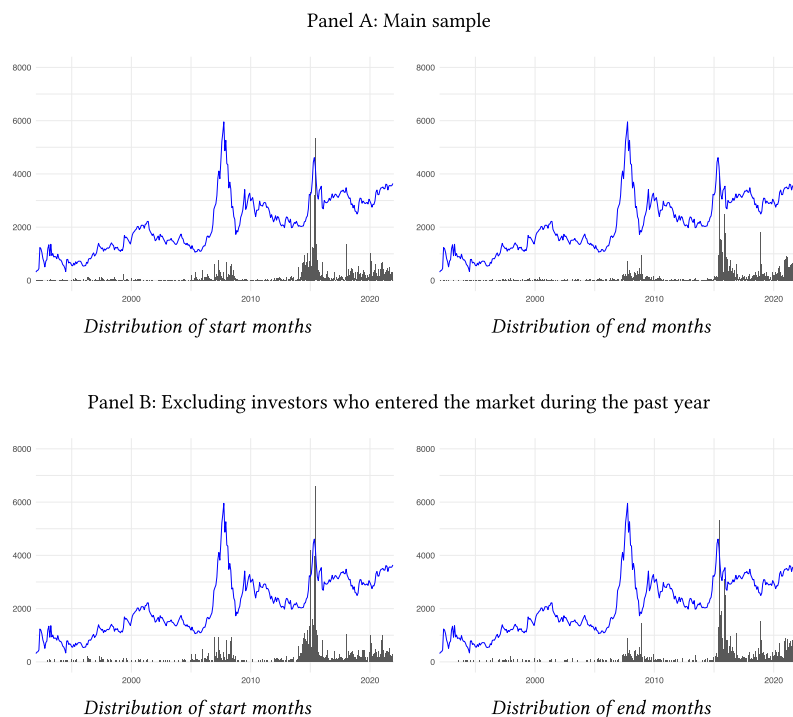 Panel A: Main sample
8000
6000
4000
2000
0
2000 2010 2020
Distribution of start months
8000
6000
4000
2000
0
2000 2010 2020
Distribution of end months
Panel B: Excluding investors who entered the market during the past year
8000
6000
4000
2000
0
2000 2010 2020
Distribution of start months
8000
6000
4000
2000
0
2000 2010 2020
Distribution of end months